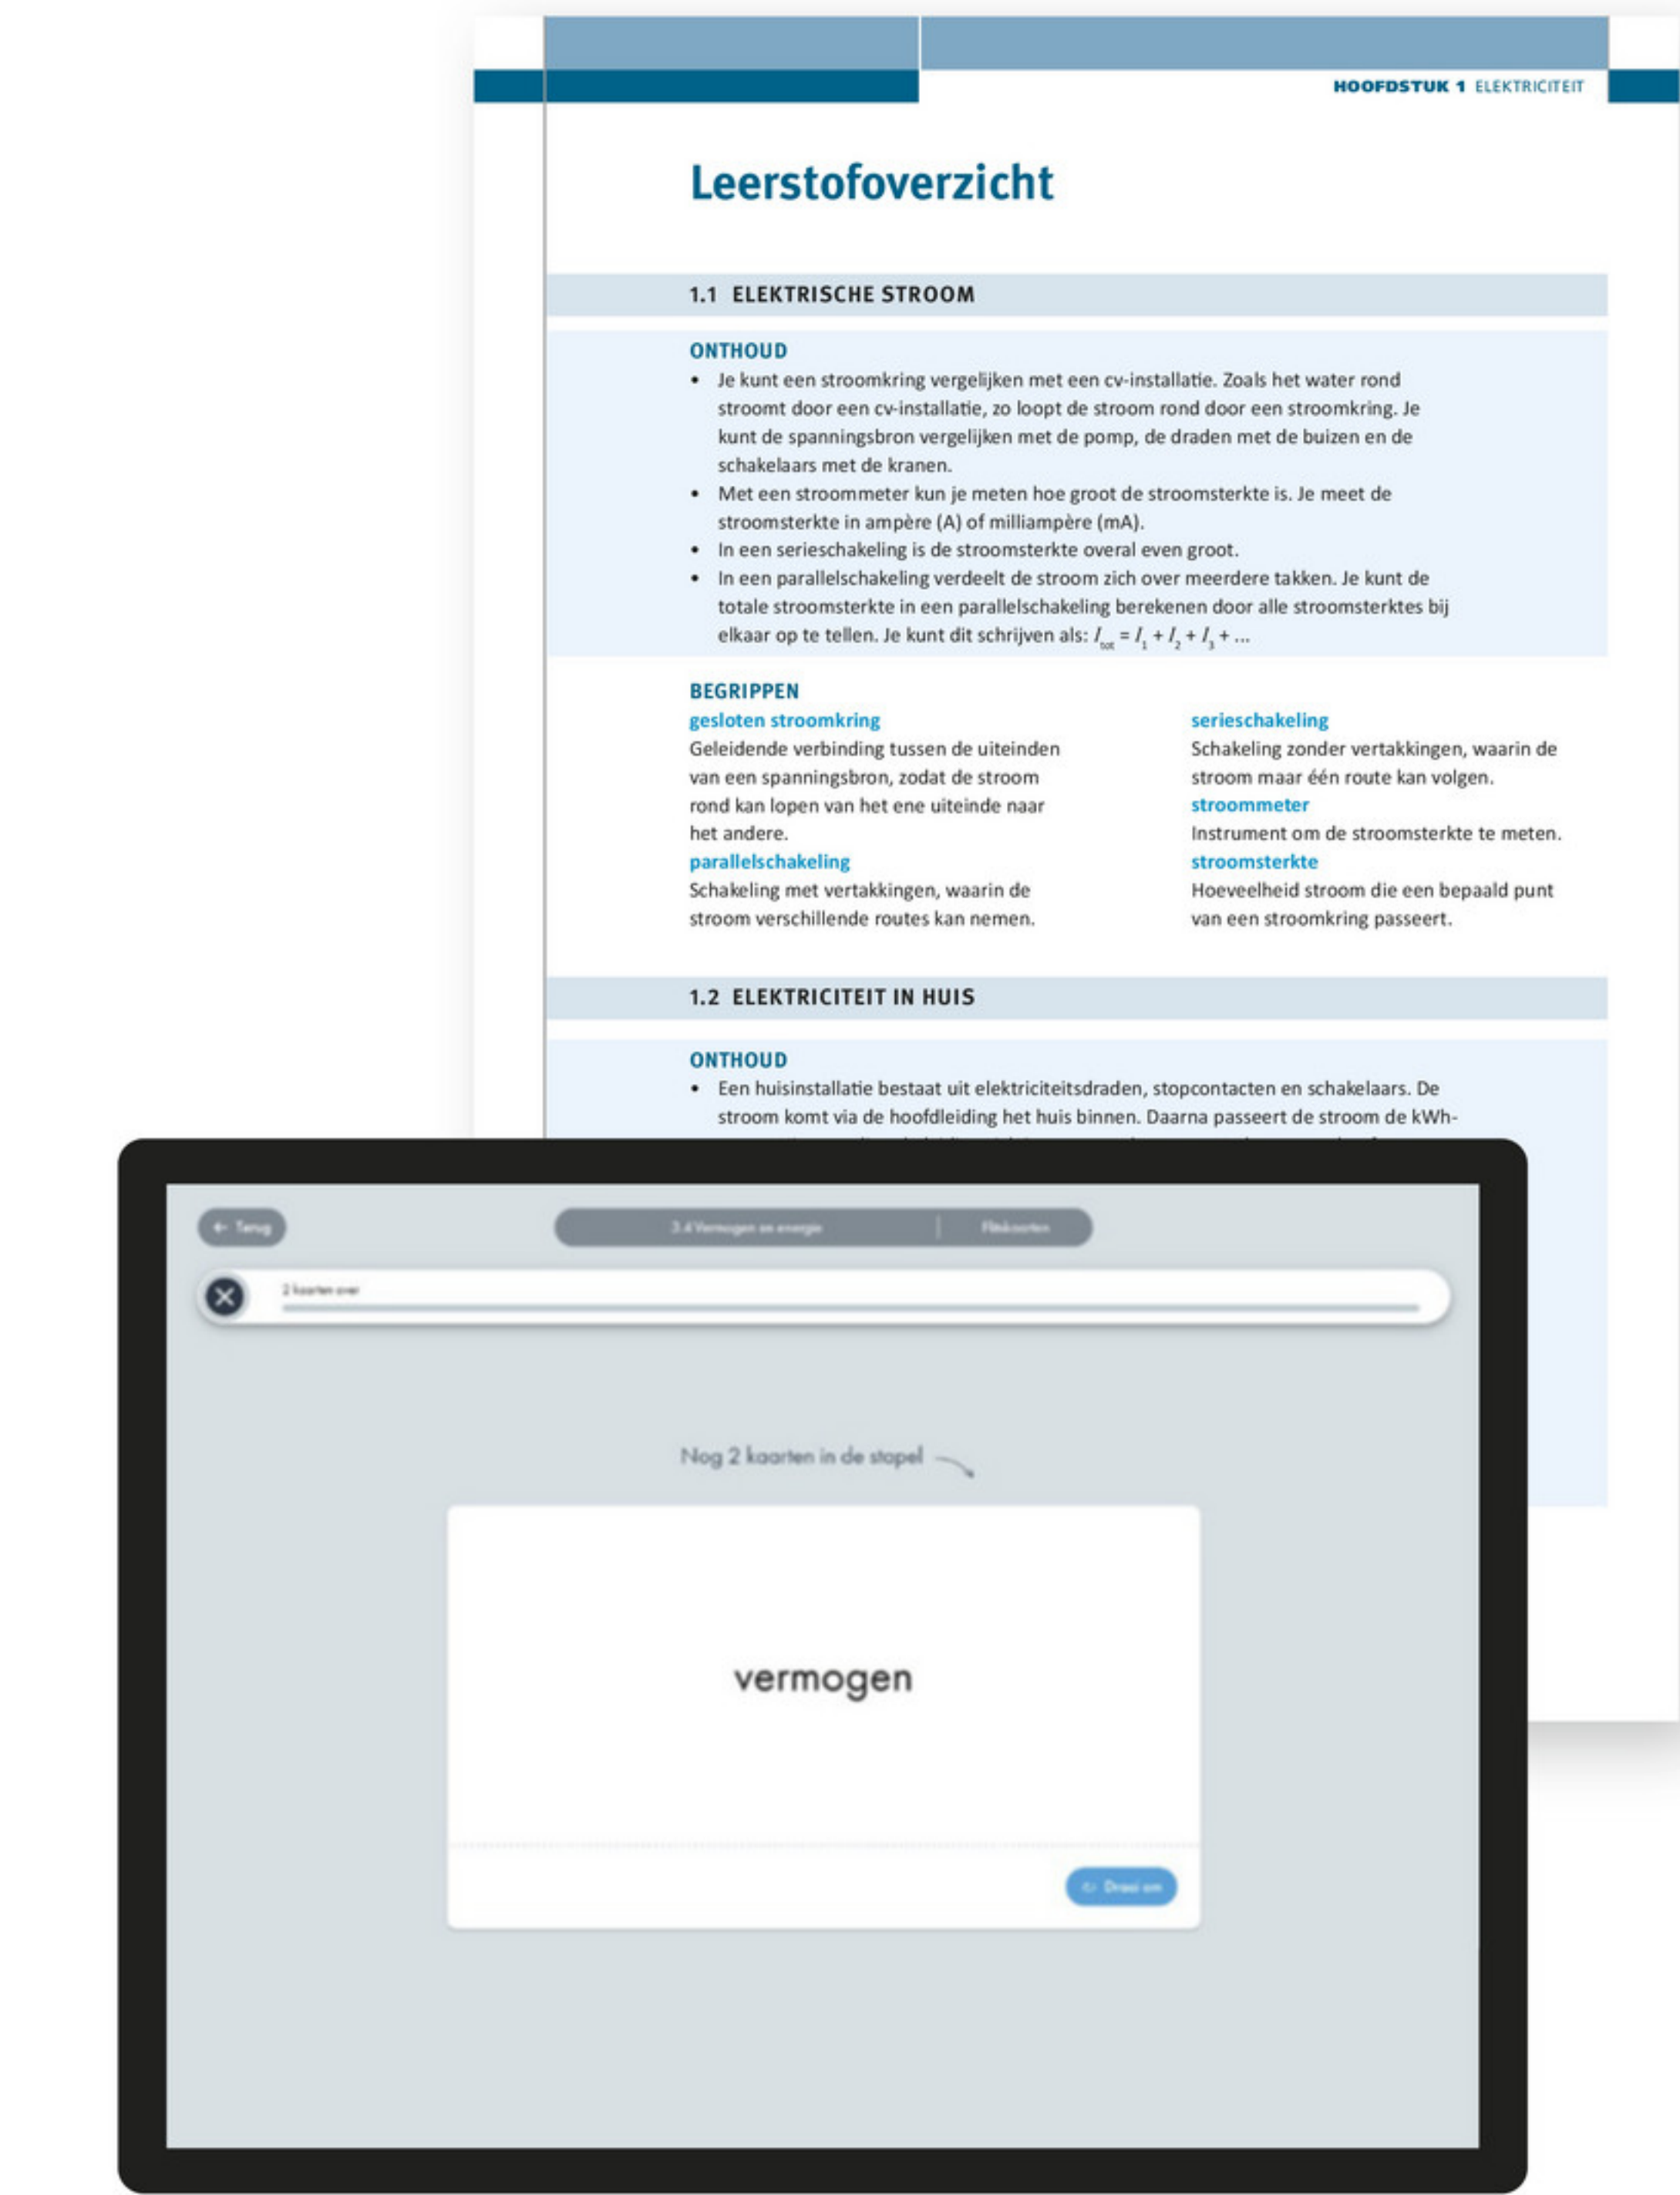 HOOFDSTUK 1 ELEKTRICITEIT
Leerstofoverzicht
1.1 ELEKTRISCHE STROOM
ONTHOUD
• Je kunt een stroomkring vergelijken met een cv-installatie. Zoals het water rond
stroomt door een cv-installatie, zo loopt de stroom rond door een stroomkring. Je
kunt de spanningsbron vergelijken met de pomp, de draden met de buizen en de
schakelaars met de kranen.
• Met een stroommeter kun je meten hoe groot de stroomsterkte is. Je meet de
stroomsterkte in ampère (A) of milliampère (mA).
• In een serieschakeling is de stroomsterkte overal even groot.
• In een parallelschakeling verdeelt de stroom zich over meerdere takken. Je kunt de
totale stroomsterkte in een parallelschakeling berekenen door alle stroomsterktes bij
elkaar op te tellen. Je kunt dit schrijven als: I_tot = I_1 + I_2 + I_3 + ...
BEGRIPPEN
gesloten stroomkring
Geleidende verbinding tussen de uiteinden
van een spanningsbron, zodat de stroom
rond kan lopen van het ene uiteinde naar
het andere.
parallelschakeling
Schakeling met vertakkingen, waarin de
stroom verschillende routes kan nemen.
serieschakeling
Schakeling zonder vertakkingen, waarin de
stroom maar één route kan volgen.
stroommeter
Instrument om de stroomsterkte te meten.
stroomsterkte
Hoeveelheid stroom die een bepaald punt
van een stroomkring passeert.
1.2 ELEKTRICITEIT IN HUIS
ONTHOUD
• Een huisinstallatie bestaat uit elektriciteitsdraden, stopcontacten en schakelaars. De
stroom komt via de hoofdleiding het huis binnen. Daarna passeert de stroom de kWh-
← Terug
3.4 Vermogen en energie | Flitskaarten
2 kaarten over
Nog 2 kaarten in de stapel
vermogen
Draai om